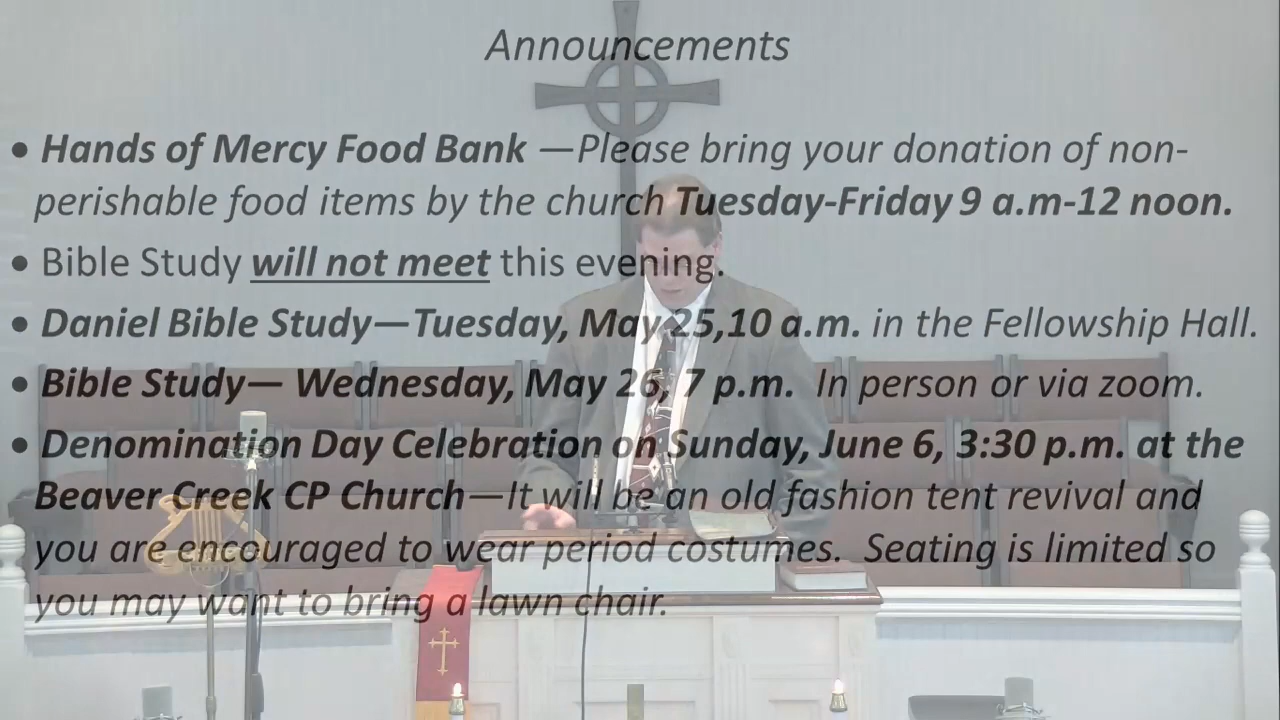 Announcements
• Hands of Mercy Food Bank —Please bring your donation of non-
perishable food items by the church Tuesday-Friday 9 a.m-12 noon.
• Bible Study will not meet this evening.
• Daniel Bible Study—Tuesday, May 25,10 a.m. in the Fellowship Hall.
• Bible Study— Wednesday, May 26, 7 p.m.  In person or via zoom.
• Denomination Day Celebration on Sunday, June 6, 3:30 p.m. at the
Beaver Creek CP Church—It will be an old fashion tent revival and
you are encouraged to wear period costumes.  Seating is limited so
you may want to bring a lawn chair.